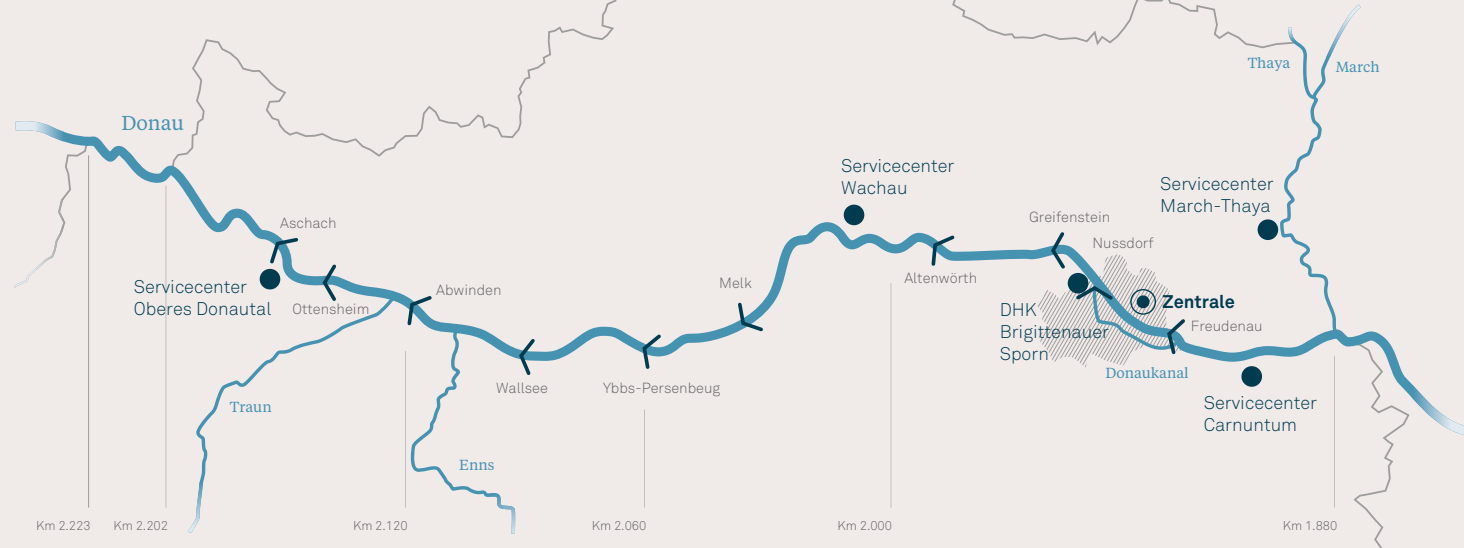 Thaya
March
Donau
Servicecenter
Wachau
Servicecenter
March-Thaya
Aschach
Greifenstein
Nussdorf
Servicecenter
Oberes Donautal
Ottensheim
Abwinden
Melk
Altenwörth
DHK
Brigittenauer
Sporn
Zentrale
Freudenau
Donaukanal
Wallsee
Ybbs-Persenbeug
Servicecenter
Carnuntum
Traun
Enns
Km 2.223
Km 2.202
Km 2.120
Km 2.060
Km 2.000
Km 1.880